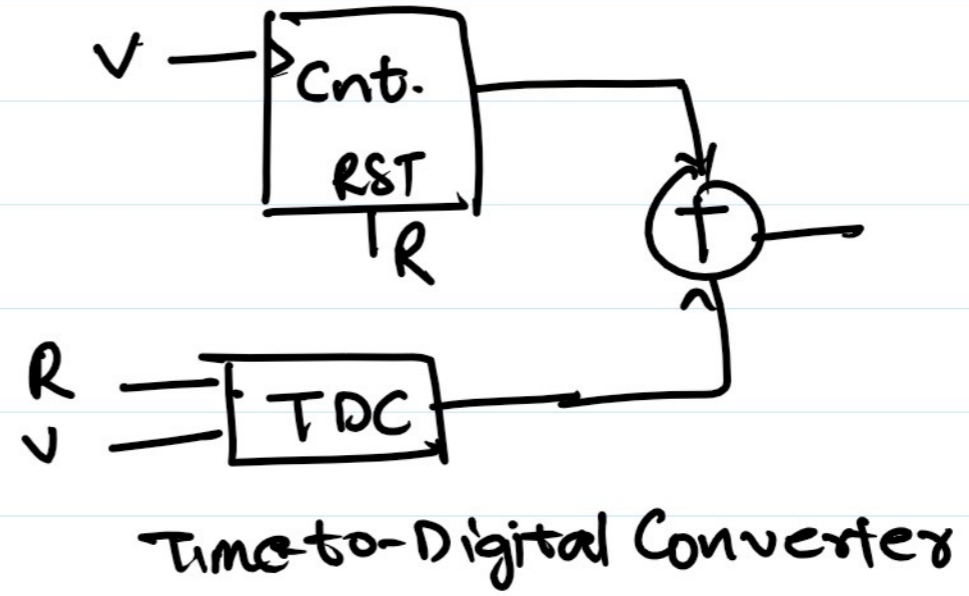 V
Cnt.
RST
R
+
R
V
TDC
Time-to-Digital Converter